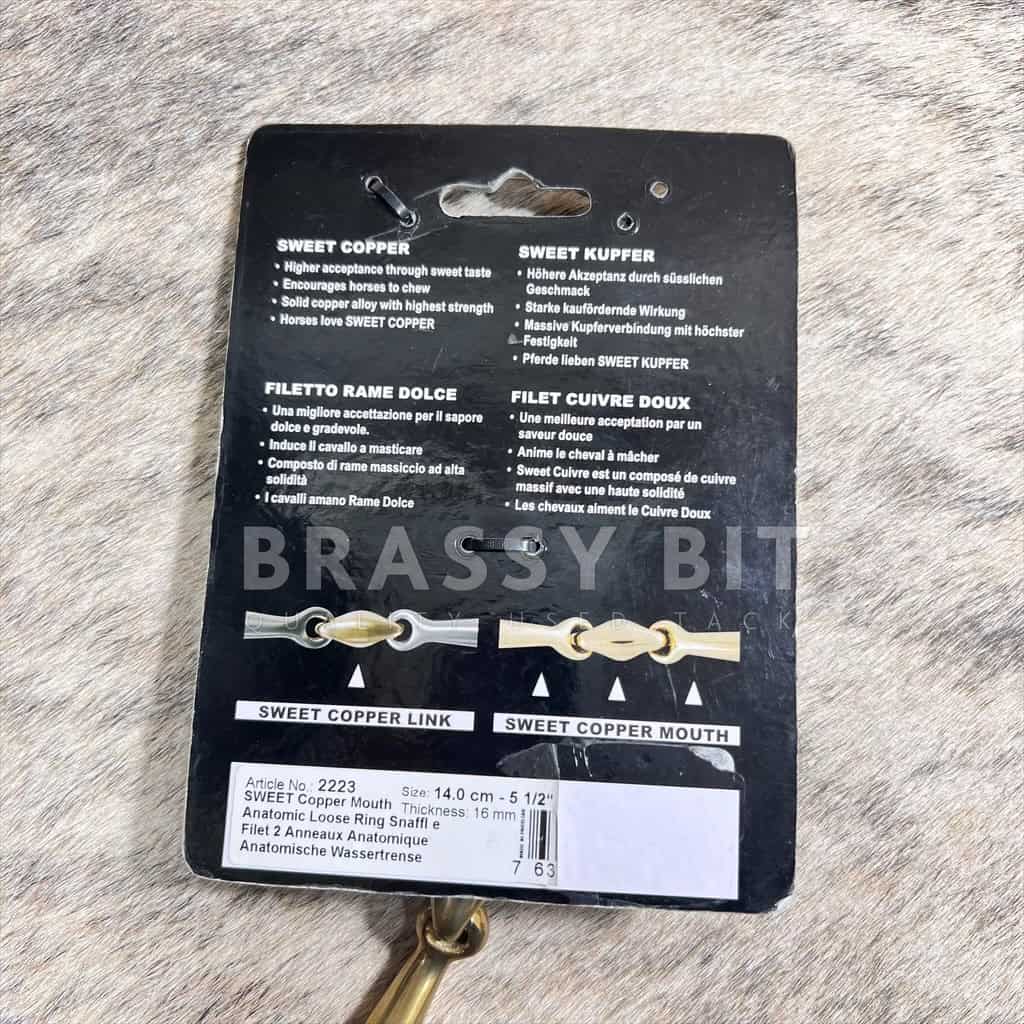 SWEET COPPER
• Higher acceptance through sweet taste
• Encourages horses to chew
• Solid copper alloy with highest strength
• Horses love SWEET COPPER
SWEET KUPFER
• Höhere Akzeptanz durch süsslichen
Geschmack
• Starke kaufördernde Wirkung
• Massive Kupferverbindung mit höchster
Festigkeit
• Pferde lieben SWEET KUPFER
FILETTO RAME DOLCE
• Una migliore accettazione per il sapore
dolce e gradevole.
• Induce Il cavallo a masticare
• Composto di rame massiccio ad alta
solidità
• I cavalli amano Rame Dolce
FILET CUIVRE DOUX
• Une meilleure acceptation par un
saveur douce
• Anime le cheval à mâcher
• Sweet Cuivre est un composé de cuivre
massif avec une haute solidité
• Les chevaux aiment le Cuivre Doux
BRASSY BIT
QUALITY USED TACK
SWEET COPPER LINK
SWEET COPPER MOUTH
Article No.: 2223
SWEET Copper Mouth
Anatomic Loose Ring Snaffl e
Filet 2 Anneaux Anatomique
Anatomische Wassertrense
Size: 14.0 cm - 5 1/2"
Thickness: 16 mm
7 63